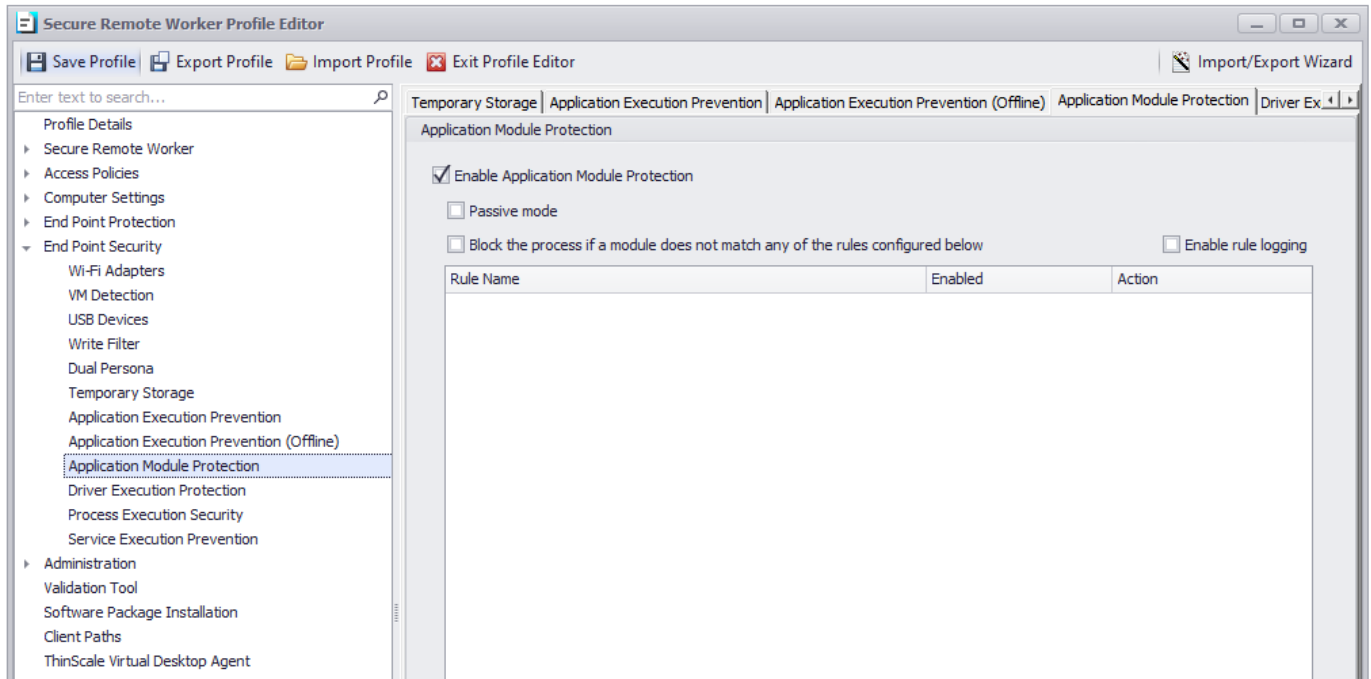 Secure Remote Worker Profile Editor
Save Profile Export Profile Import Profile Exit Profile Editor Import/Export Wizard
Enter text to search...
Profile Details
Secure Remote Worker
Access Policies
Computer Settings
End Point Protection
End Point Security
Wi-Fi Adapters
VM Detection
USB Devices
Write Filter
Dual Persona
Temporary Storage
Application Execution Prevention
Application Execution Prevention (Offline)
Application Module Protection
Driver Execution Protection
Process Execution Security
Service Execution Prevention
Administration
Validation Tool
Software Package Installation
Client Paths
ThinScale Virtual Desktop Agent
Temporary Storage Application Execution Prevention Application Execution Prevention (Offline) Application Module Protection Driver Ex
Application Module Protection
Enable Application Module Protection
Passive mode
Block the process if a module does not match any of the rules configured below Enable rule logging
Rule Name Enabled Action